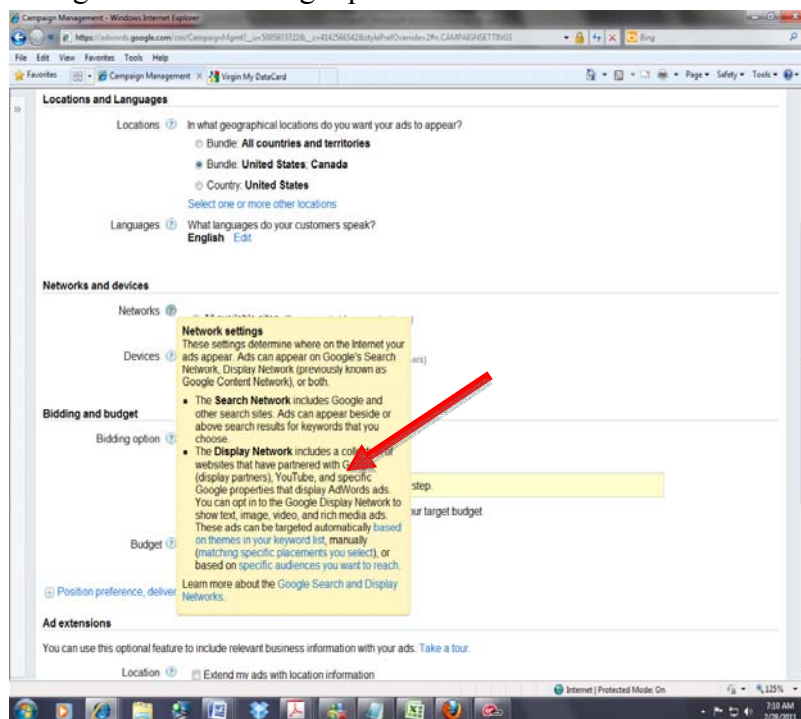 Campaign Management - Windows Internet Explorer
https://adwords.google.com/cm/CampaignMgmt?
Bing
File Edit View Favorites Tools Help
Favorites Campaign Management Virgin My DataCard Page Safety Tools
Locations and Languages
Locations In what geographical locations do you want your ads to appear?
Bundle: All countries and territories
Bundle: United States; Canada
Country: United States
Select one or more other locations
Languages What languages do your customers speak?
English Edit
Networks and devices
Networks
Network settings
These settings determine where on the Internet your
Devices ads appear. Ads can appear on Google's Search
Network, Display Network (previously known as
Google Content Network), or both.
• The Search Network includes Google and
Bidding and budget other search sites. Ads can appear beside or
above search results for keywords that you
Bidding option choose.
• The Display Network includes a of
websites that have partnered with
(display partners), YouTube, and specific
Google properties that display AdWords ads. step.
You can opt in to the Google Display Network to
show text, image, video, and rich media ads. ur target budget
These ads can be targeted automatically based
Budget on themes in your keyword list, manually
(matching specific placements you select), or
based on specific audiences you want to reach.
Position preference, deliver Learn more about the Google Search and Display
Networks.
Ad extensions
You can use this optional feature to include relevant business information with your ads. Take a tour.
Location Extend my ads with location information
Internet | Protected Mode: On 125%
7:10 AM
2/28/2011